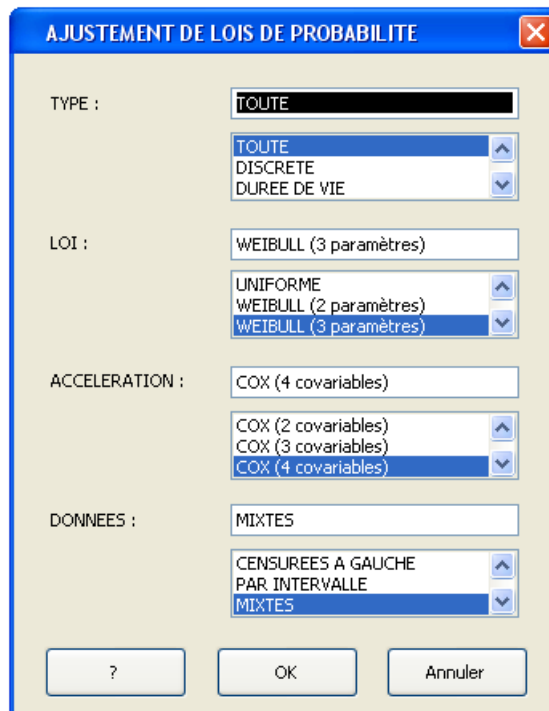 AJUSTEMENT DE LOIS DE PROBABILITE
TYPE : TOUTE
TOUTE
DISCRETE
DUREE DE VIE
LOI : WEIBULL (3 paramètres)
UNIFORME
WEIBULL (2 paramètres)
WEIBULL (3 paramètres)
ACCELERATION : COX (4 covariables)
COX (2 covariables)
COX (3 covariables)
COX (4 covariables)
DONNEES : MIXTES
CENSUREES A GAUCHE
PAR INTERVALLE
MIXTES
? OK Annuler